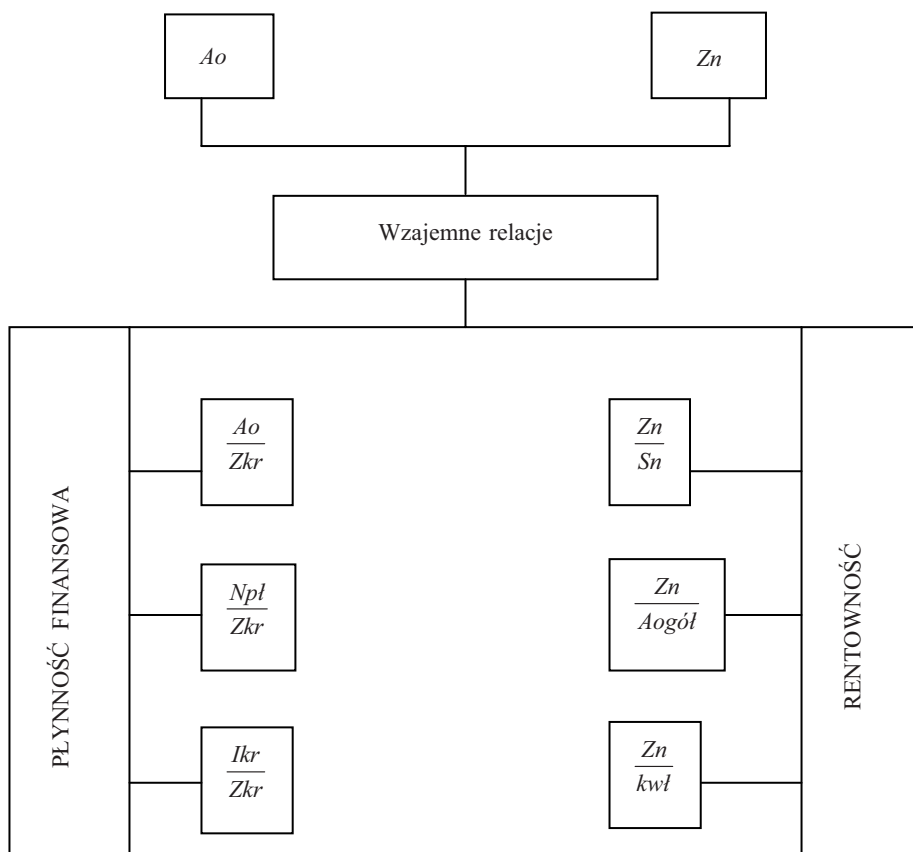 Ao
Zn
Wzajemne relacje
PŁYNNOŚĆ FINANSOWA
Ao
Zkr
Npł
Zkr
Ikr
Zkr
Zn
Sn
Zn
Aogół
Zn
kwł
RENTOWNOŚĆ